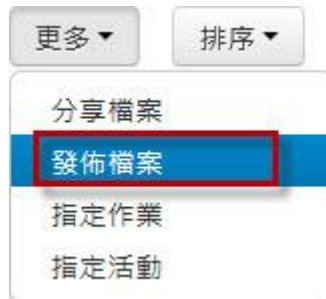 更多 排序
分享檔案
發佈檔案
指定作業
指定活動